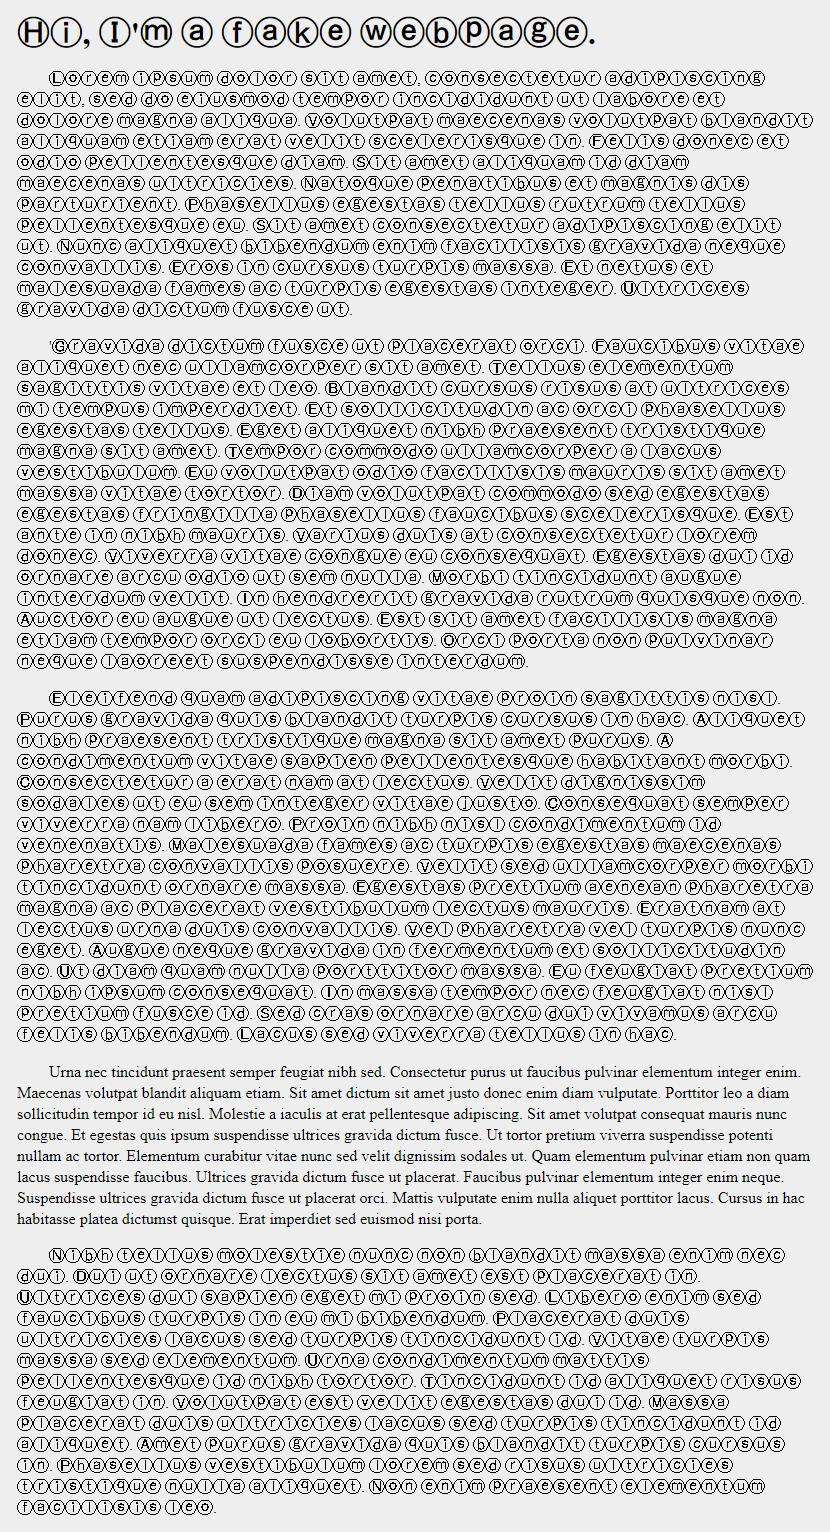 Hi, I'm a fake webpage.
Lorem ipsum dolor sit amet, consectetur adipiscing
elit, sed do eiusmod tempor incididunt ut labore et
dolore magna aliqua. Volutpat maecenas volutpat blandit
aliquam etiam erat velit scelerisque in. Felis donec et
odio pellentesque diam. Sit amet aliquam id diam
maecenas ultricies. Natoque penatibus et magnis dis
parturient. Phasellus egestas tellus rutrum tellus
pellentesque eu. Sit amet consectetur adipiscing elit
ut. Nunc aliquet bibendum enim facilisis gravida neque
convallis. Eros in cursus turpis massa. Et netus et
malesuada fames ac turpis egestas integer. Ultrices
gravida dictum fusce ut.
'Gravida dictum fusce ut placerat orci. Faucibus vitae
aliquet nec ullamcorper sit amet. Tellus elementum
sagittis vitae et leo. Blandit cursus risus at ultrices
mi tempus imperdiet. Et sollicitudin ac orci phasellus
egestas tellus. Eget aliquet nibh praesent tristique
magna sit amet. Tempor commodo ullamcorper a lacus
vestibulum. Eu volutpat odio facilisis mauris sit amet
massa vitae tortor. Diam volutpat commodo sed egestas
egestas fringilla phasellus faucibus scelerisque. Est
ante in nibh mauris. Varius duis at consectetur lorem
donec. Viverra vitae congue eu consequat. Egestas dui id
ornare arcu odio ut sem nulla. Morbi tincidunt augue
interdum velit. In hendrerit gravida rutrum quisque non.
Auctor eu augue ut lectus. Est sit amet facilisis magna
etiam tempor orci eu lobortis. Orci porta non pulvinar
neque laoreet suspendisse interdum.
Eleifend quam adipiscing vitae proin sagittis nisl.
Purus gravida quis blandit turpis cursus in hac. Aliquet
nibh praesent tristique magna sit amet purus. A
condimentum vitae sapien pellentesque habitant morbi.
Consectetur a erat nam at lectus. Velit dignissim
sodales ut eu sem integer vitae justo. Consequat semper
viverra nam libero. Proin nibh nisl condimentum id
venenatis. Malesuada fames ac turpis egestas maecenas
pharetra convallis posuere. Velit sed ullamcorper morbi
tincidunt ornare massa. Egestas pretium aenean pharetra
magna ac placerat vestibulum lectus mauris. Erat nam at
lectus urna duis convallis. Vel pharetra vel turpis nunc
eget. Augue neque gravida in fermentum et sollicitudin
ac. Ut diam quam nulla porttitor massa. Eu feugiat pretium
nibh ipsum consequat. In massa tempor nec feugiat nisl
pretium fusce id. Sed cras ornare arcu dui vivamus arcu
felis bibendum. Lacus sed viverra tellus in hac.
Urna nec tincidunt praesent semper feugiat nibh sed. Consectetur purus ut faucibus pulvinar elementum integer enim.
Maecenas volutpat blandit aliquam etiam. Sit amet dictum sit amet justo donec enim diam vulputate. Porttitor leo a diam
sollicitudin tempor id eu nisl. Molestie a iaculis at erat pellentesque adipiscing. Sit amet volutpat consequat mauris nunc
congue. Et egestas quis ipsum suspendisse ultrices gravida dictum fusce. Ut tortor pretium viverra suspendisse potenti
nullam ac tortor. Elementum curabitur vitae nunc sed velit dignissim sodales ut. Quam elementum pulvinar etiam non quam
lacus suspendisse faucibus. Ultrices gravida dictum fusce ut placerat. Faucibus pulvinar elementum integer enim neque.
Suspendisse ultrices gravida dictum fusce ut placerat orci. Mattis vulputate enim nulla aliquet porttitor lacus. Cursus in hac
habitasse platea dictumst quisque. Erat imperdiet sed euismod nisi porta.
Nibh tellus molestie nunc non blandit massa enim nec
dui. Dui ut ornare lectus sit amet est placerat in.
Ultrices dui sapien eget mi proin sed. Libero enim sed
faucibus turpis in eu mi bibendum. Placerat duis
ultricies lacus sed turpis tincidunt id. Vitae turpis
massa sed elementum. Urna condimentum mattis
pellentesque id nibh tortor. Tincidunt id aliquet risus
feugiat in. Volutpat est velit egestas dui id. Massa
placerat duis ultricies lacus sed turpis tincidunt id
aliquet. Amet purus gravida quis blandit turpis cursus
in. Phasellus vestibulum lorem sed risus ultricies
tristique nulla aliquet. Non enim praesent elementum
facilisis leo.